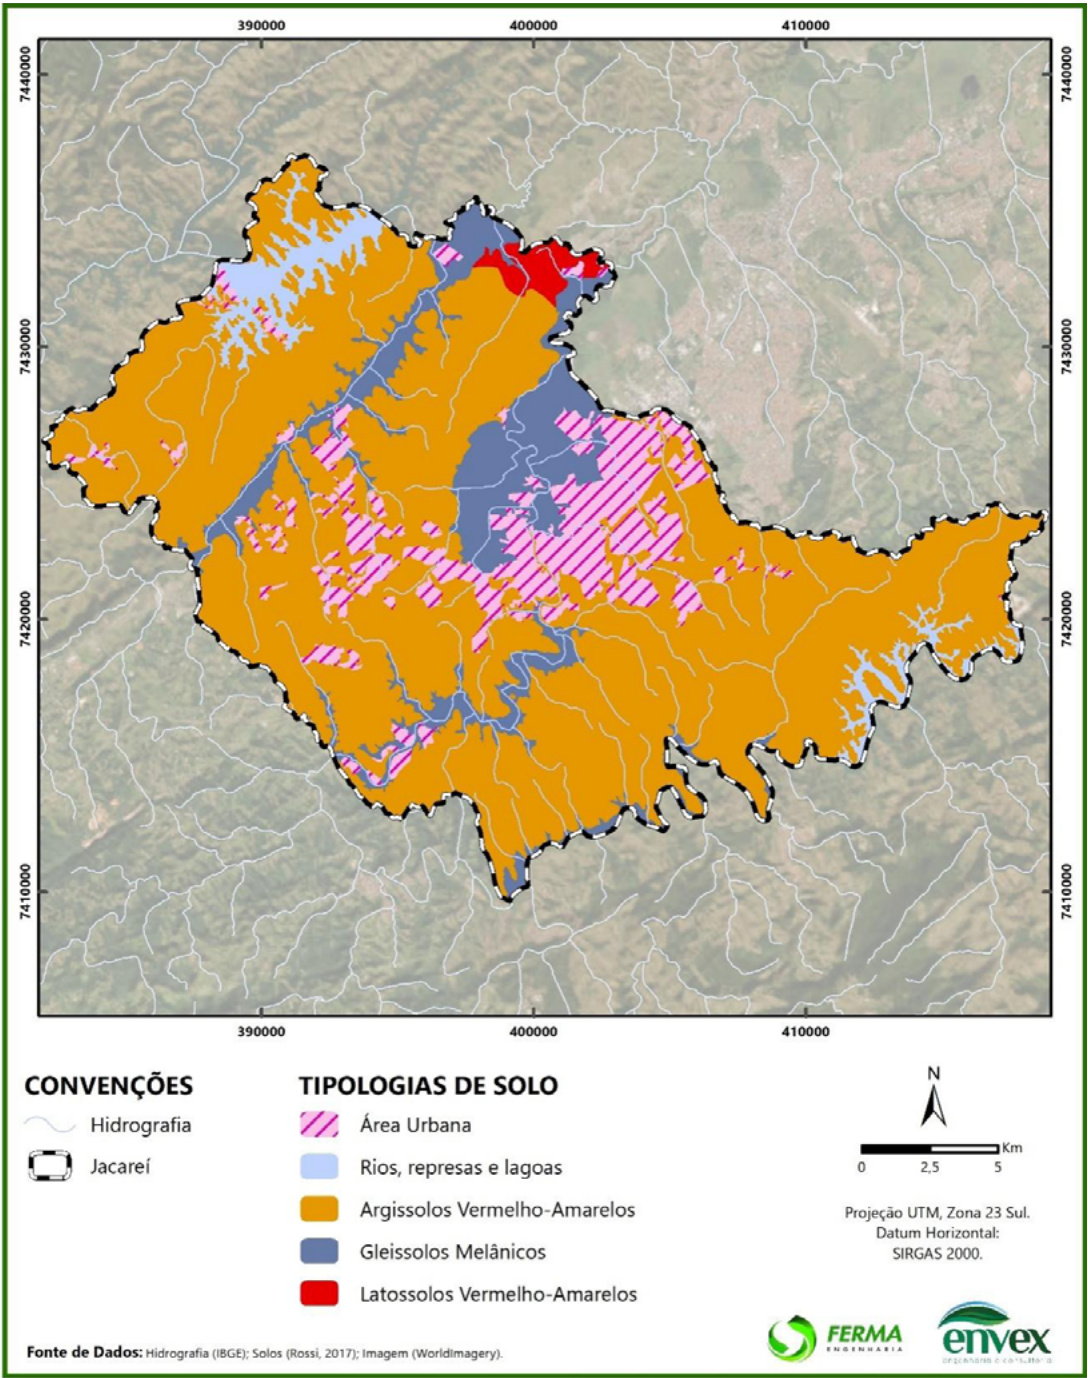 390000 400000 410000
7440000 7440000
7430000 7430000
7420000 7420000
7410000 7410000
390000 400000 410000
CONVENÇÕES
Hidrografia
Jacareí
TIPOLOGIAS DE SOLO
Área Urbana
Rios, represas e lagoas
Argissolos Vermelho-Amarelos
Gleissolos Melânicos
Latossolos Vermelho-Amarelos
N
Km
0 2,5 5
Projeção UTM, Zona 23 Sul.
Datum Horizontal:
SIRGAS 2000.
FERMA
ENGENHARIA
envex
engenharia e consultoria
Fonte de Dados: Hidrografia (IBGE); Solos (Rossi, 2017); Imagem (WorldImagery).